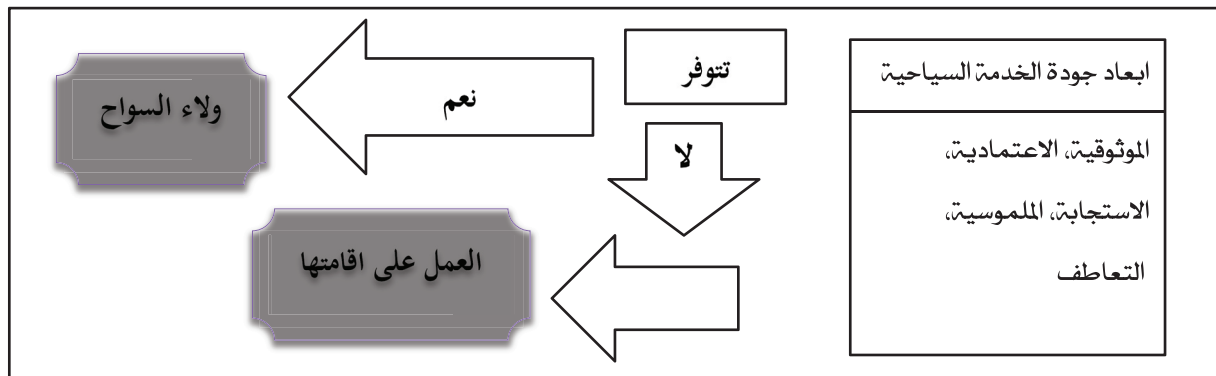 ابعاد جودة الخدمة السياحية
الموثوقية، الاعتمادية،
الاستجابة، الملموسية،
التعاطف
تتوفر
نعم
ولاء السواح
لا
العمل على اقامتها